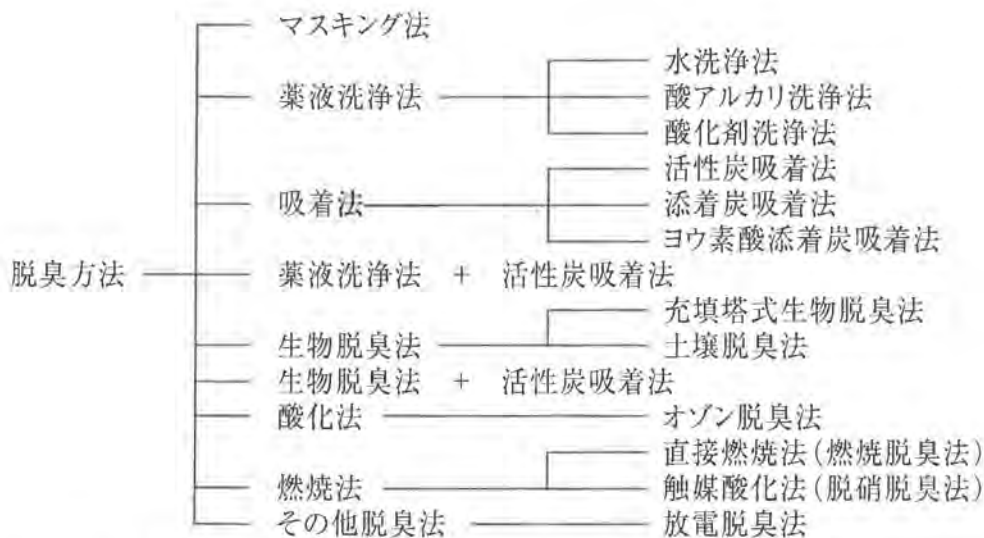 マスキング法
水洗浄法
薬液洗浄法 酸アルカリ洗浄法
酸化剤洗浄法
活性炭吸着法
吸着法 添着炭吸着法
ヨウ素酸添着炭吸着法
脱臭方法 薬液洗浄法 + 活性炭吸着法
充填塔式生物脱臭法
生物脱臭法 土壌脱臭法
生物脱臭法 + 活性炭吸着法
酸化法 オゾン脱臭法
直接燃焼法(燃焼脱臭法)
燃焼法 触媒酸化法(脱硝脱臭法)
その他脱臭法 放電脱臭法